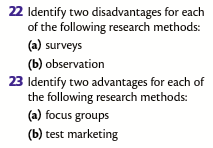 22 Identify two disadvantages for each
of the following research methods:
(a) surveys
(b) observation
23 Identify two advantages for each of
the following research methods:
(a) focus groups
(b) test marketing